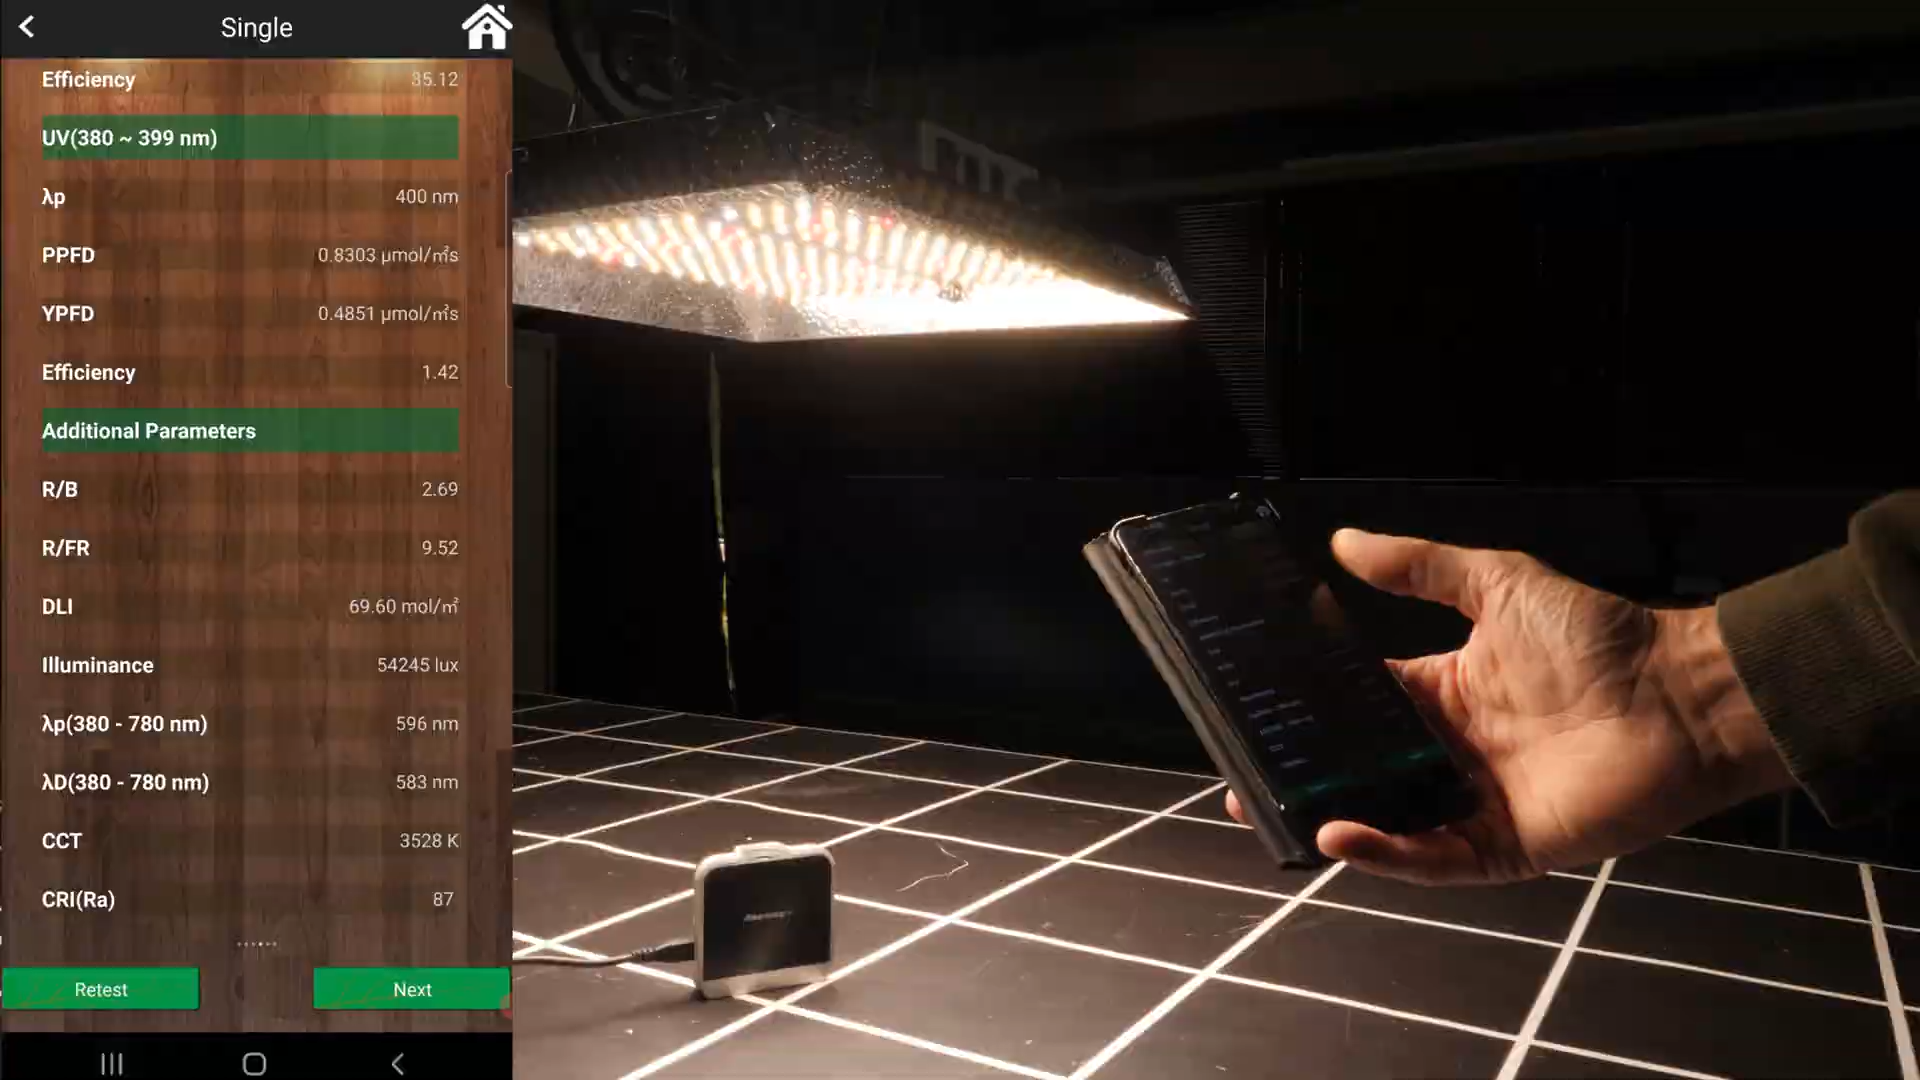 Single
Efficiency 35.12
UV(380 ~ 399 nm)
λp 400 nm
PPFD 0.8303 μmol/㎡s
YPFD 0.4851 μmol/㎡s
Efficiency 1.42
Additional Parameters
R/B 2.69
R/FR 9.52
DLI 69.60 mol/㎡
Illuminance 54245 lux
λp(380 - 780 nm) 596 nm
λD(380 - 780 nm) 583 nm
CCT 3528 K
CRI(Ra) 87
......
Retest
Next